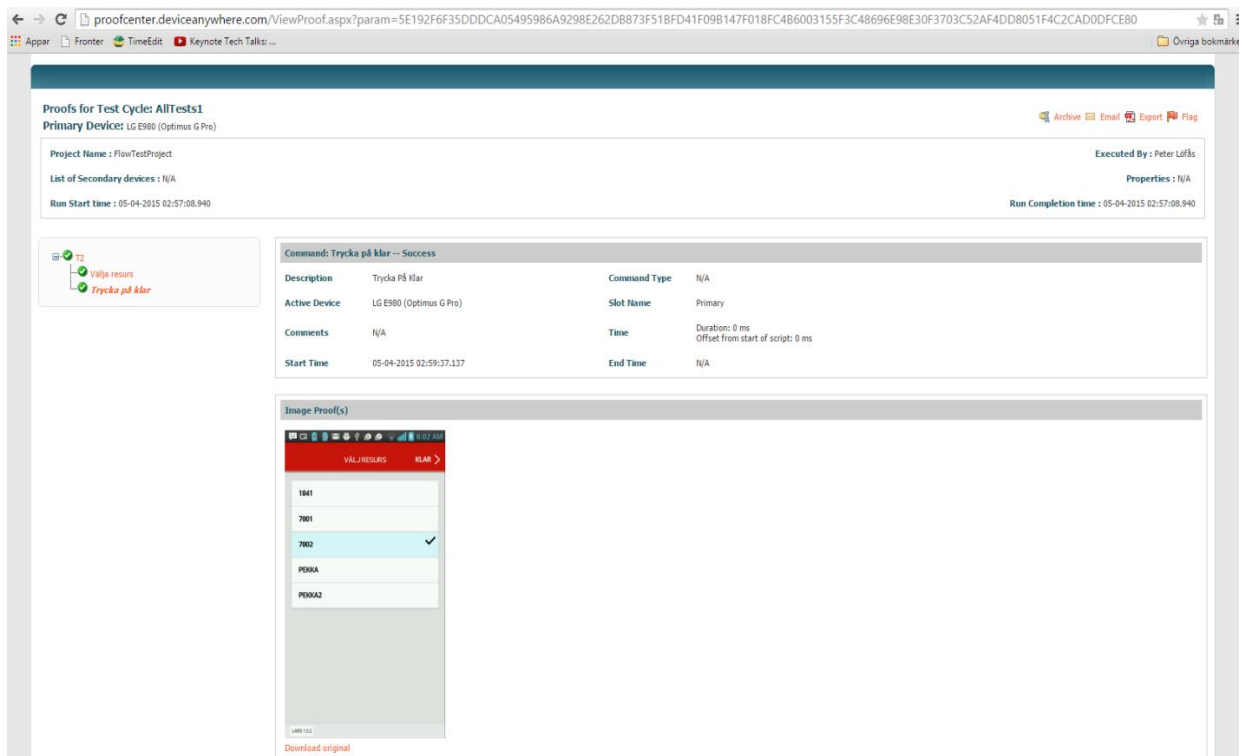 proofcenter.deviceanywhere.com/ViewProof.aspx?param=5E192F6F35DDDCA05495986A9298E262DB873F51BFD41F09B147F018FC4B6003155F3C48696E98E30F3703C52AF4DD8051F4C2CAD0DFCE80
Appar Fronter TimeEdit Keynote Tech Talks: ... Övriga bokmärke
Proofs for Test Cycle: AllTests1
Primary Device: LG E980 (Optimus G Pro)
Archive Email Export Flag
Project Name : FlowTestProject Executed By : Peter Löfås
List of Secondary devices : N/A Properties : N/A
Run Start time : 05-04-2015 02:57:08.940 Run Completion time : 05-04-2015 02:57:08.940
T2
Välja resurs
Trycka på klar
Command: Trycka på klar -- Success
Description Trycka På Klar Command Type N/A
Active Device LG E980 (Optimus G Pro) Slot Name Primary
Comments N/A Time Duration: 0 ms
Offset from start of script: 0 ms
Start Time 05-04-2015 02:59:37.137 End Time N/A
Image Proof(s)
6:02 AM
VÄLJ RESURS KLAR
1841
7001
7002
PEKKA
PEKKA2
Download original